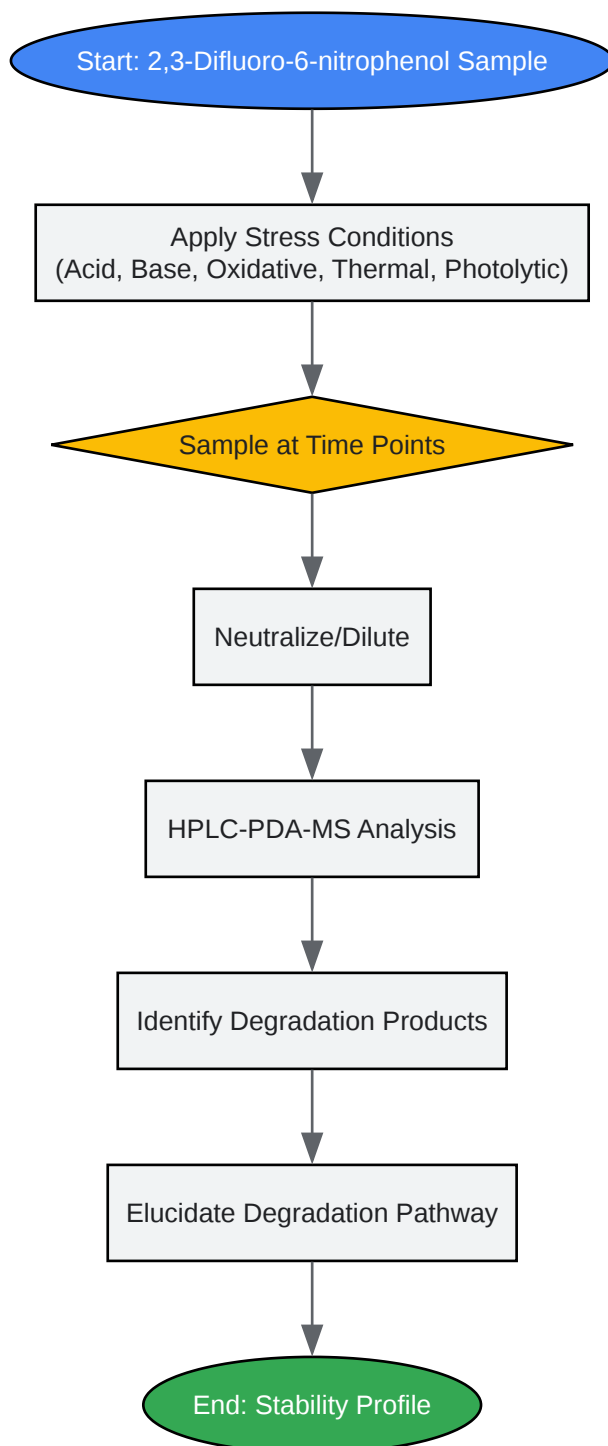 Start: 2,3-Difluoro-6-nitrophenol Sample
Apply Stress Conditions
(Acid, Base, Oxidative, Thermal, Photolytic)
Sample at Time Points
Neutralize/Dilute
HPLC-PDA-MS Analysis
Identify Degradation Products
Elucidate Degradation Pathway
End: Stability Profile